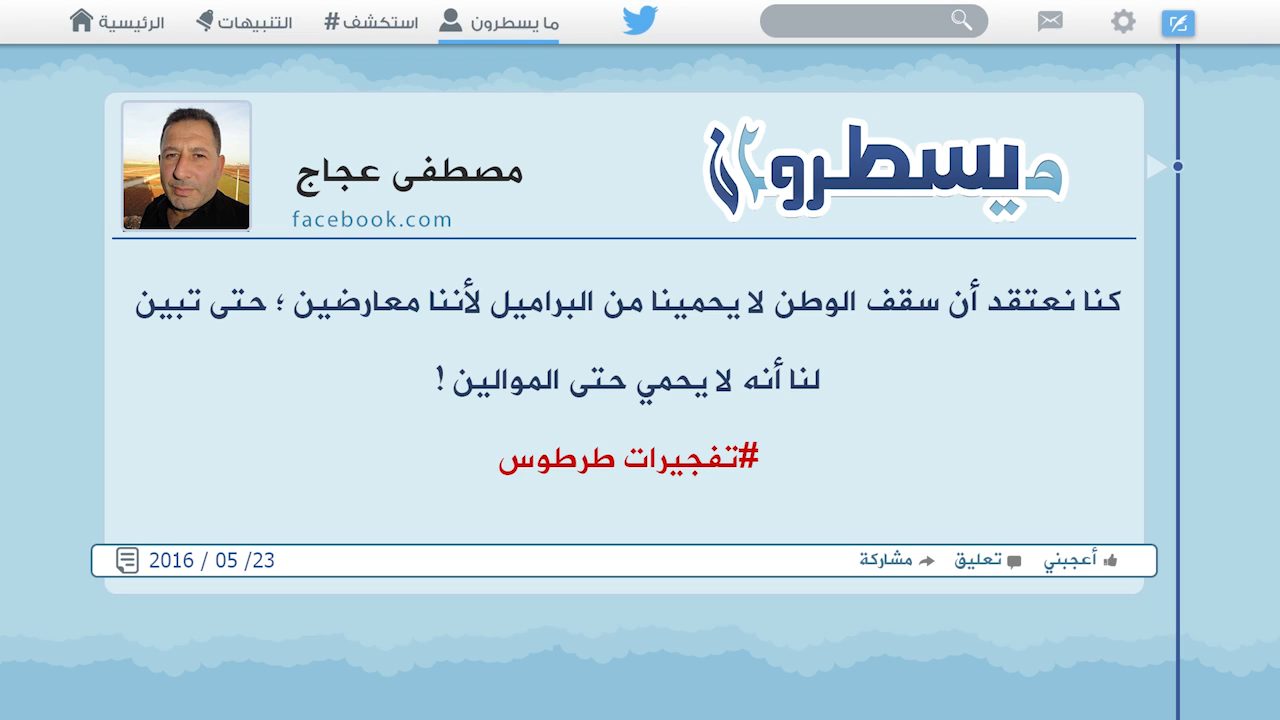 الرئيسية التنبيهات استكشف# ما يسطرون
ما يسطرون
مصطفى عجاج
facebook.com
كنا نعتقد أن سقف الوطن لا يحمينا من البراميل لأننا معارضين ؛ حتى تبين
لنا أنه لا يحمي حتى الموالين !
#تفجيرات طرطوس
أعجبني تعليق مشاركة
2016 / 05 /23